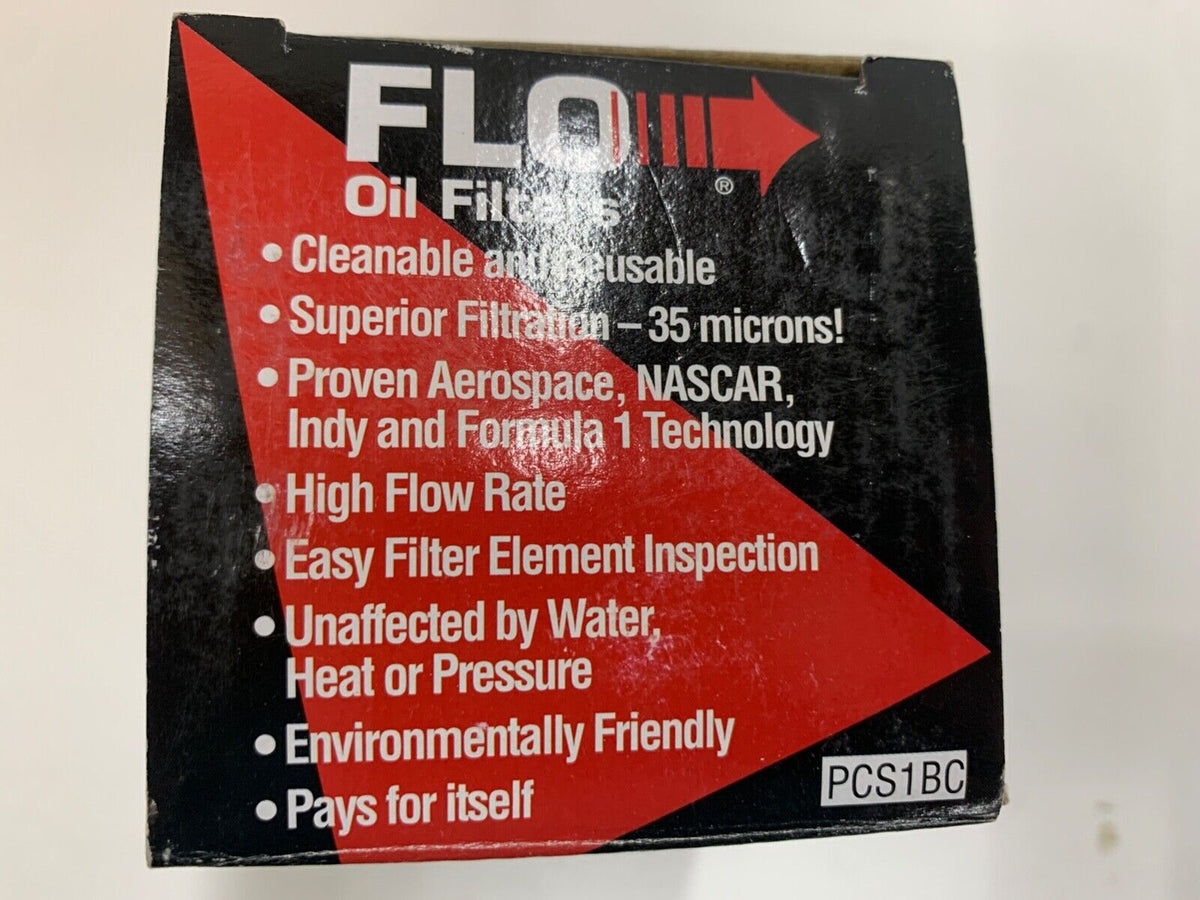 FLO
®
Oil Filters
• Cleanable and Reusable
• Superior Filtration – 35 microns!
• Proven Aerospace, NASCAR,
Indy and Formula 1 Technology
• High Flow Rate
• Easy Filter Element Inspection
• Unaffected by Water,
Heat or Pressure
• Environmentally Friendly
• Pays for itself
PCS1BC